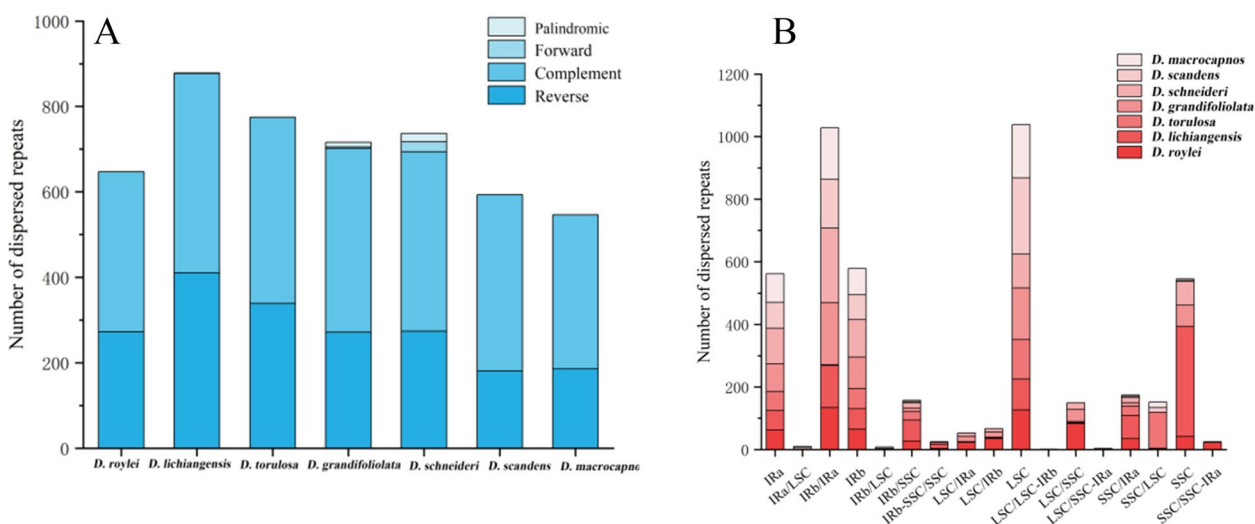 A
Number of dispersed repeats
1000
800
600
400
200
0
Palindromic
Forward
Complement
Reverse
D. roylei
D. lichiangensis
D. torulosa
D. grandifoliolata
D. schneideri
D. scandens
D. macrocapno
B
Number of dispersed repeats
1200
1000
800
600
400
200
0
D. macrocapnos
D. scandens
D. schneideri
D. grandifoliolata
D. torulosa
D. lichiangensis
D. roylei
IRa
IRa/LSC
IRb/IRa
IRb
IRb/LSC
IRb/SSC
IRb-SSC/SSC
LSC/IRa
LSC/IRb
LSC
LSC/LSC-IRb
LSC/SSC
LSC/SSC-IRa
SSC/IRa
SSC/LSC
SSC
SSC/SSC-IRa